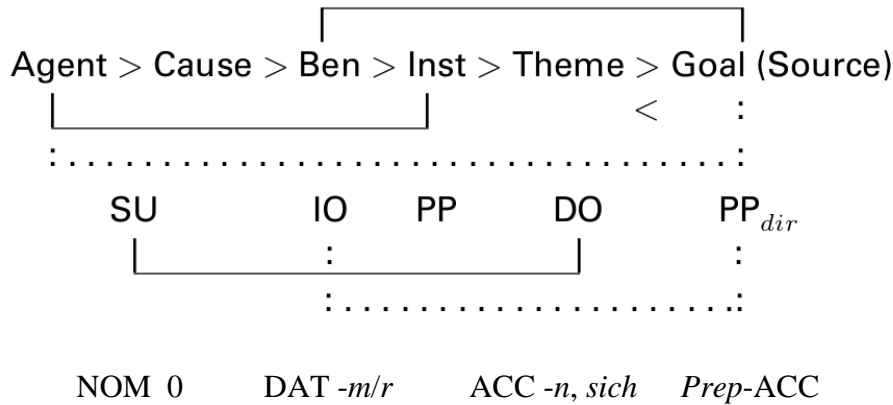 Agent > Cause > Ben > Inst > Theme > Goal (Source)
<
SU IO PP DO PP_dir
NOM 0 DAT -m/r ACC -n, sich Prep-ACC